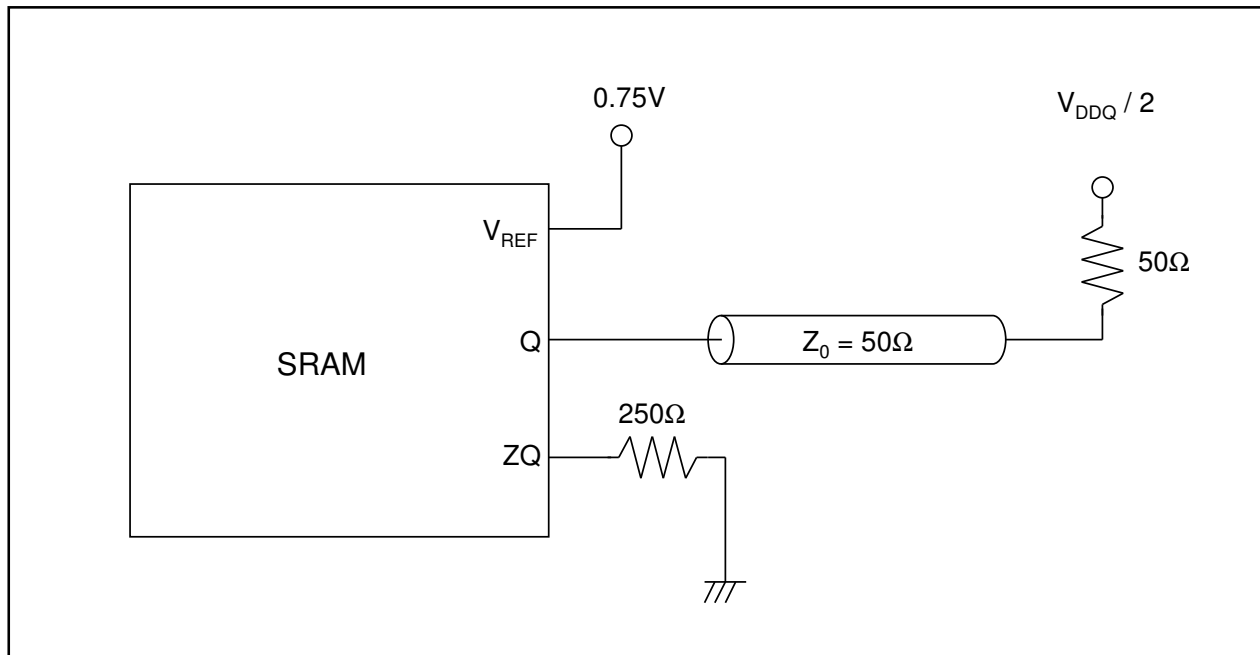 0.75V
V_DDQ / 2
V_REF
50Ω
Q
Z_0 = 50Ω
SRAM
250Ω
ZQ